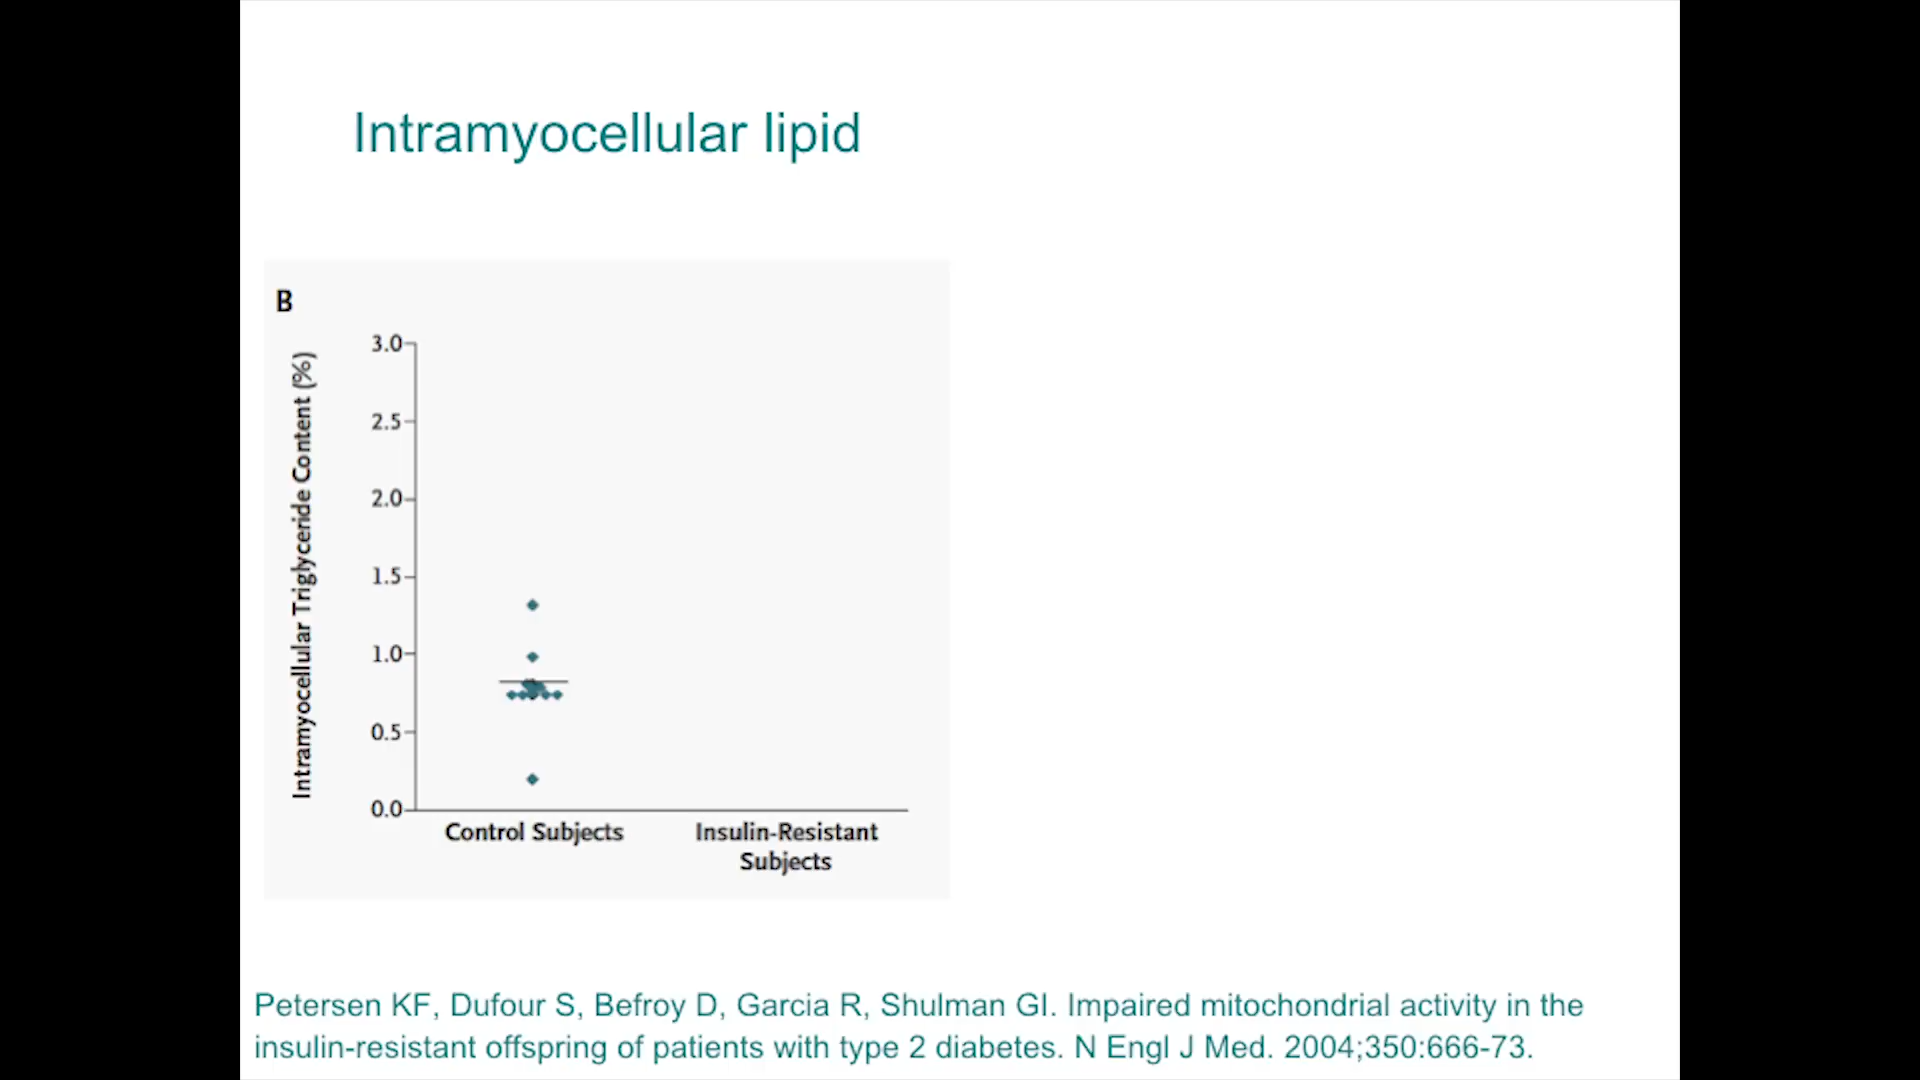 Intramyocellular lipid
B
Intramyocellular Triglyceride Content (%)
3.0
2.5
2.0
1.5
1.0
0.5
0.0
Control Subjects
Insulin-Resistant
Subjects
Petersen KF, Dufour S, Befroy D, Garcia R, Shulman GI. Impaired mitochondrial activity in the
insulin-resistant offspring of patients with type 2 diabetes. N Engl J Med. 2004;350:666-73.